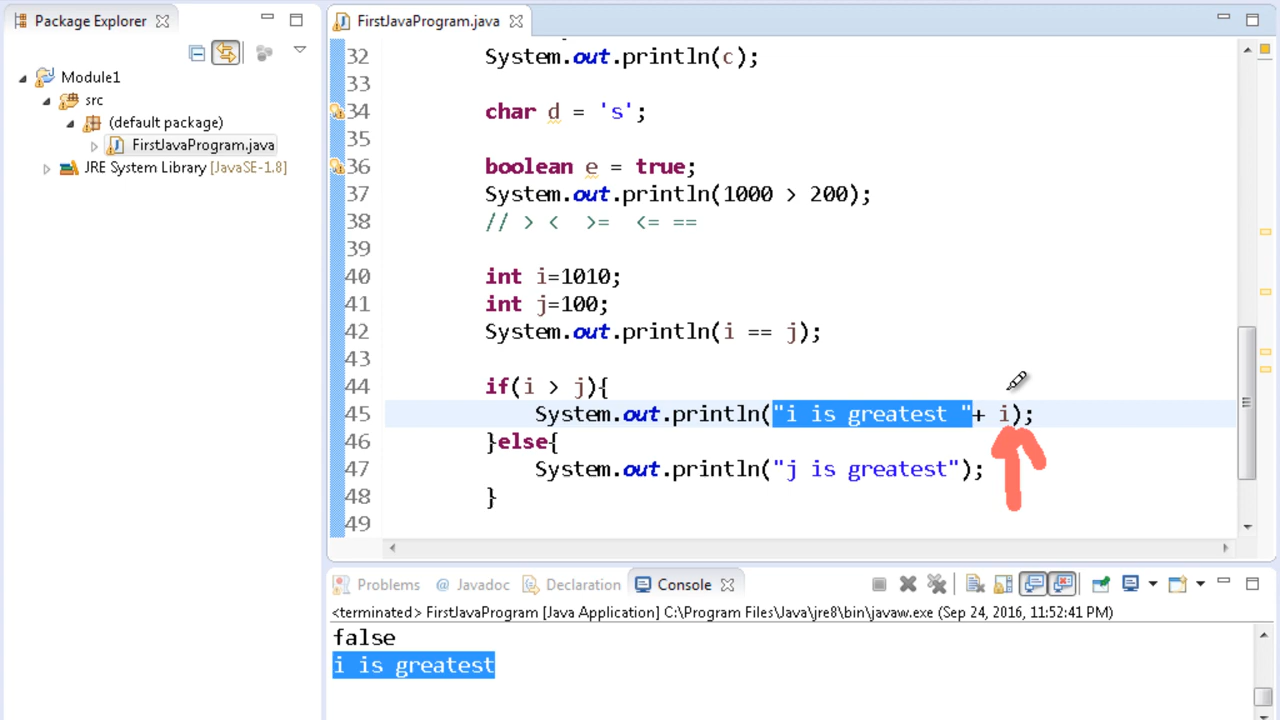 Package Explorer
FirstJavaProgram.java
Module1
src
(default package)
FirstJavaProgram.java
JRE System Library [JavaSE-1.8]
32 System.out.println(c);
33
34 char d = 's';
35
36 boolean e = true;
37 System.out.println(1000 > 200);
38 // > < >= <= ==
39
40 int i=1010;
41 int j=100;
42 System.out.println(i == j);
43
44 if(i > j){
45 System.out.println("i is greatest "+ i);
46 }else{
47 System.out.println("j is greatest");
48 }
49
Problems @ Javadoc Declaration Console
<terminated> FirstJavaProgram [Java Application] C:\Program Files\Java\jre8\bin\javaw.exe (Sep 24, 2016, 11:52:41 PM)
false
i is greatest